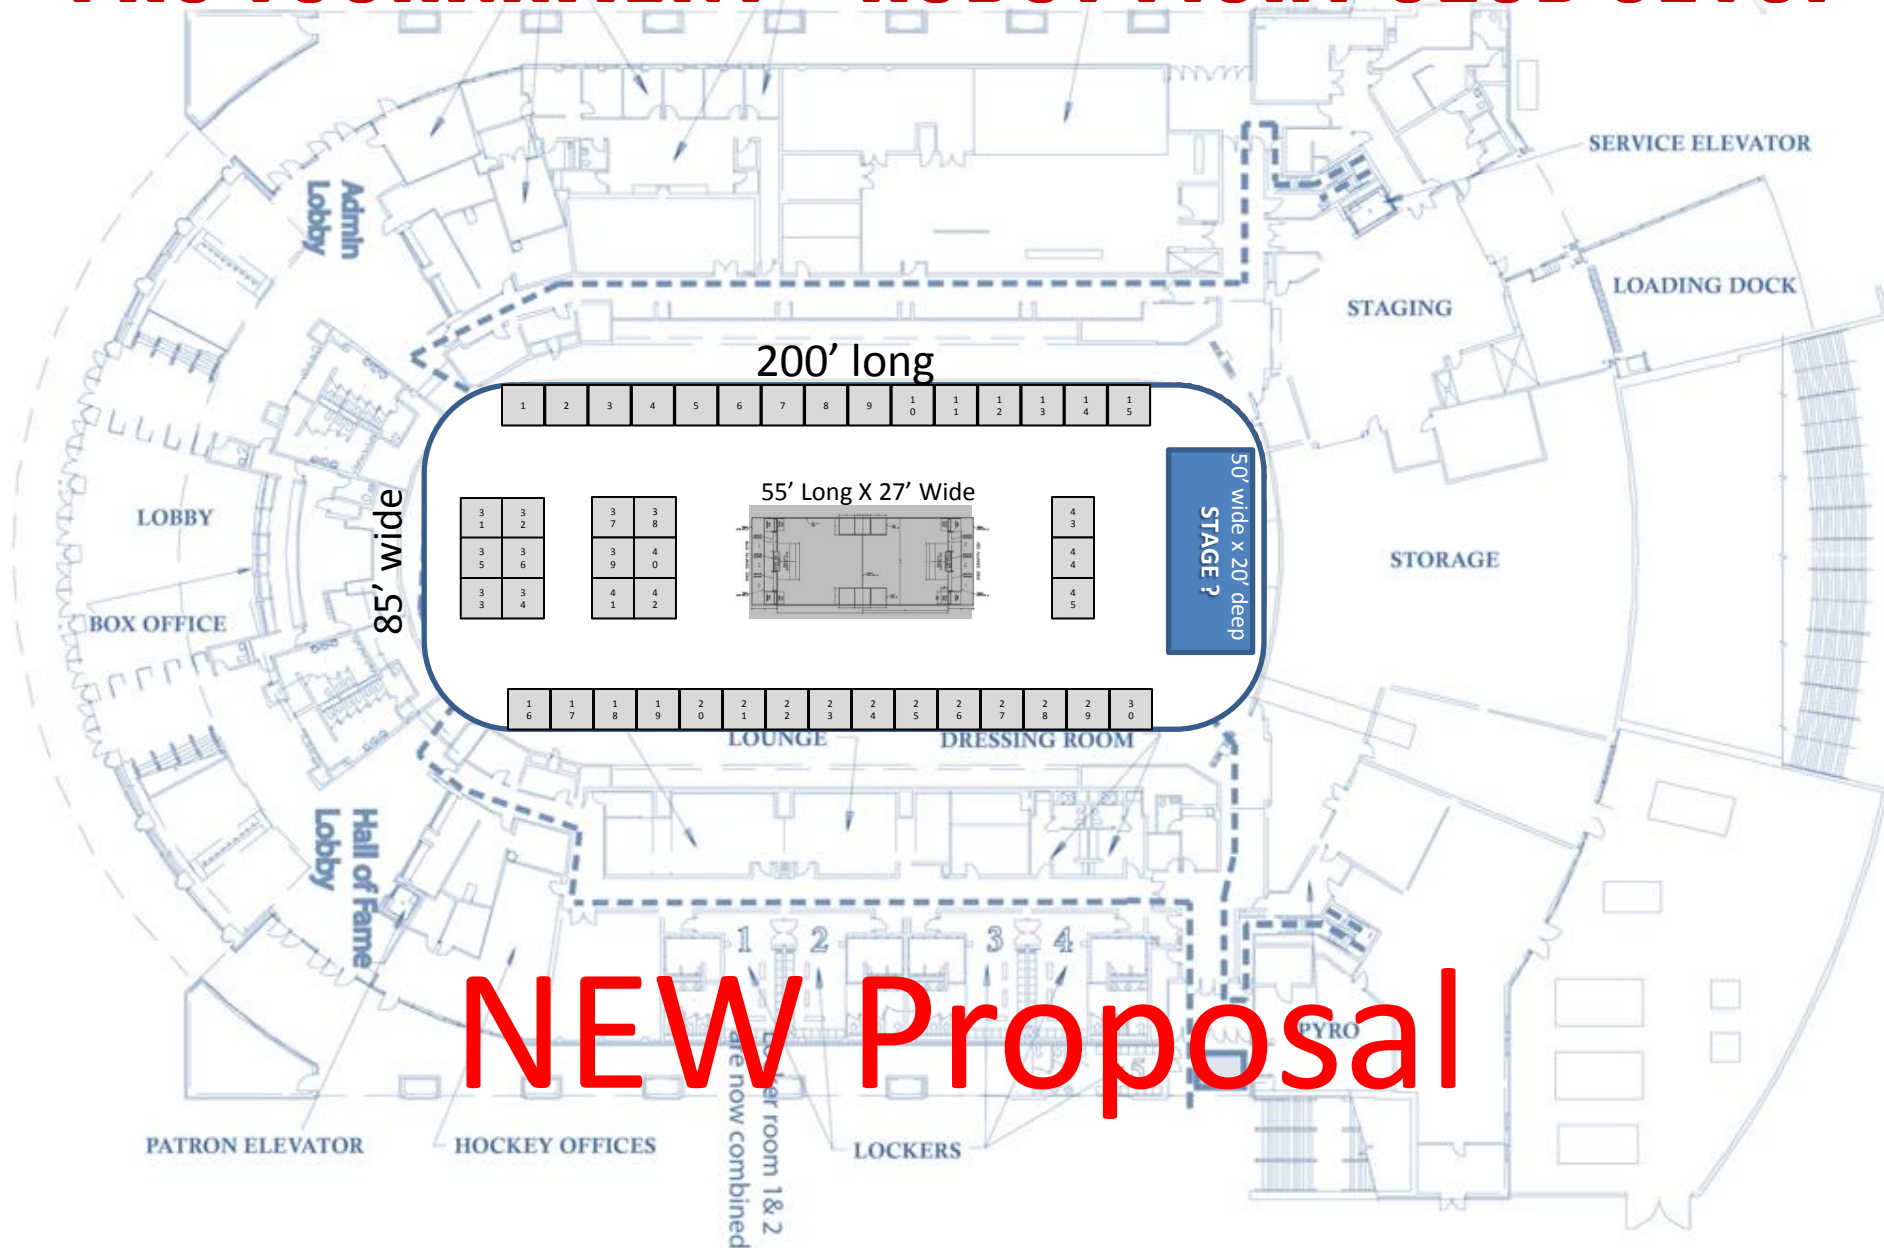 SERVICE ELEVATOR
Admin
Lobby
LOADING DOCK
STAGING
200’ long
1 2 3 4 5 6 7 8 9 10 11 12 13 14 15
55’ Long X 27’ Wide
85’ wide
31 32
35 36
33 34
37 38
39 40
41 42
43
44
45
50’ wide x 20’ deep
STAGE ?
LOBBY
STORAGE
BOX OFFICE
16 17 18 19 20 21 22 23 24 25 26 27 28 29 30
LOUNGE
DRESSING ROOM
Hall of Fame
Lobby
1 2 3 4
5
NEW Proposal
PYRO
Locker room 1& 2
are now combined
PATRON ELEVATOR
HOCKEY OFFICES
LOCKERS